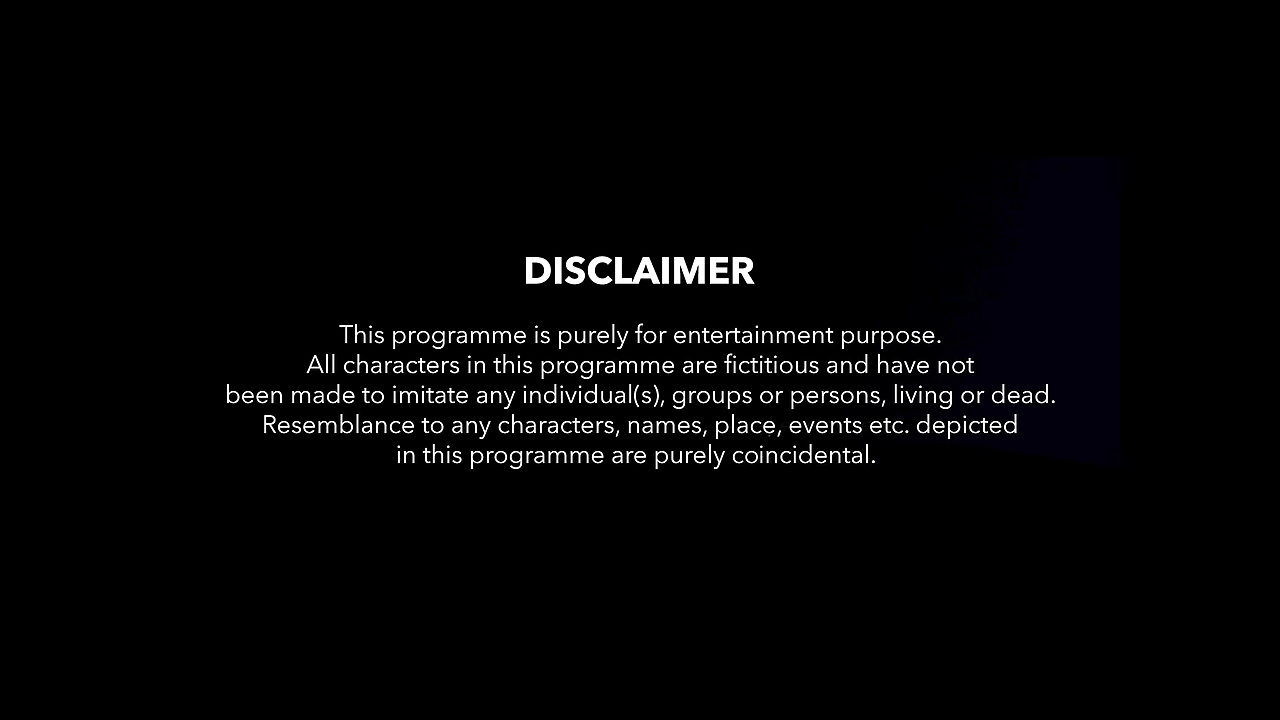 DISCLAIMER
This programme is purely for entertainment purpose.
All characters in this programme are fictitious and have not
been made to imitate any individual(s), groups or persons, living or dead.
Resemblance to any characters, names, place, events etc. depicted
in this programme are purely coincidental.